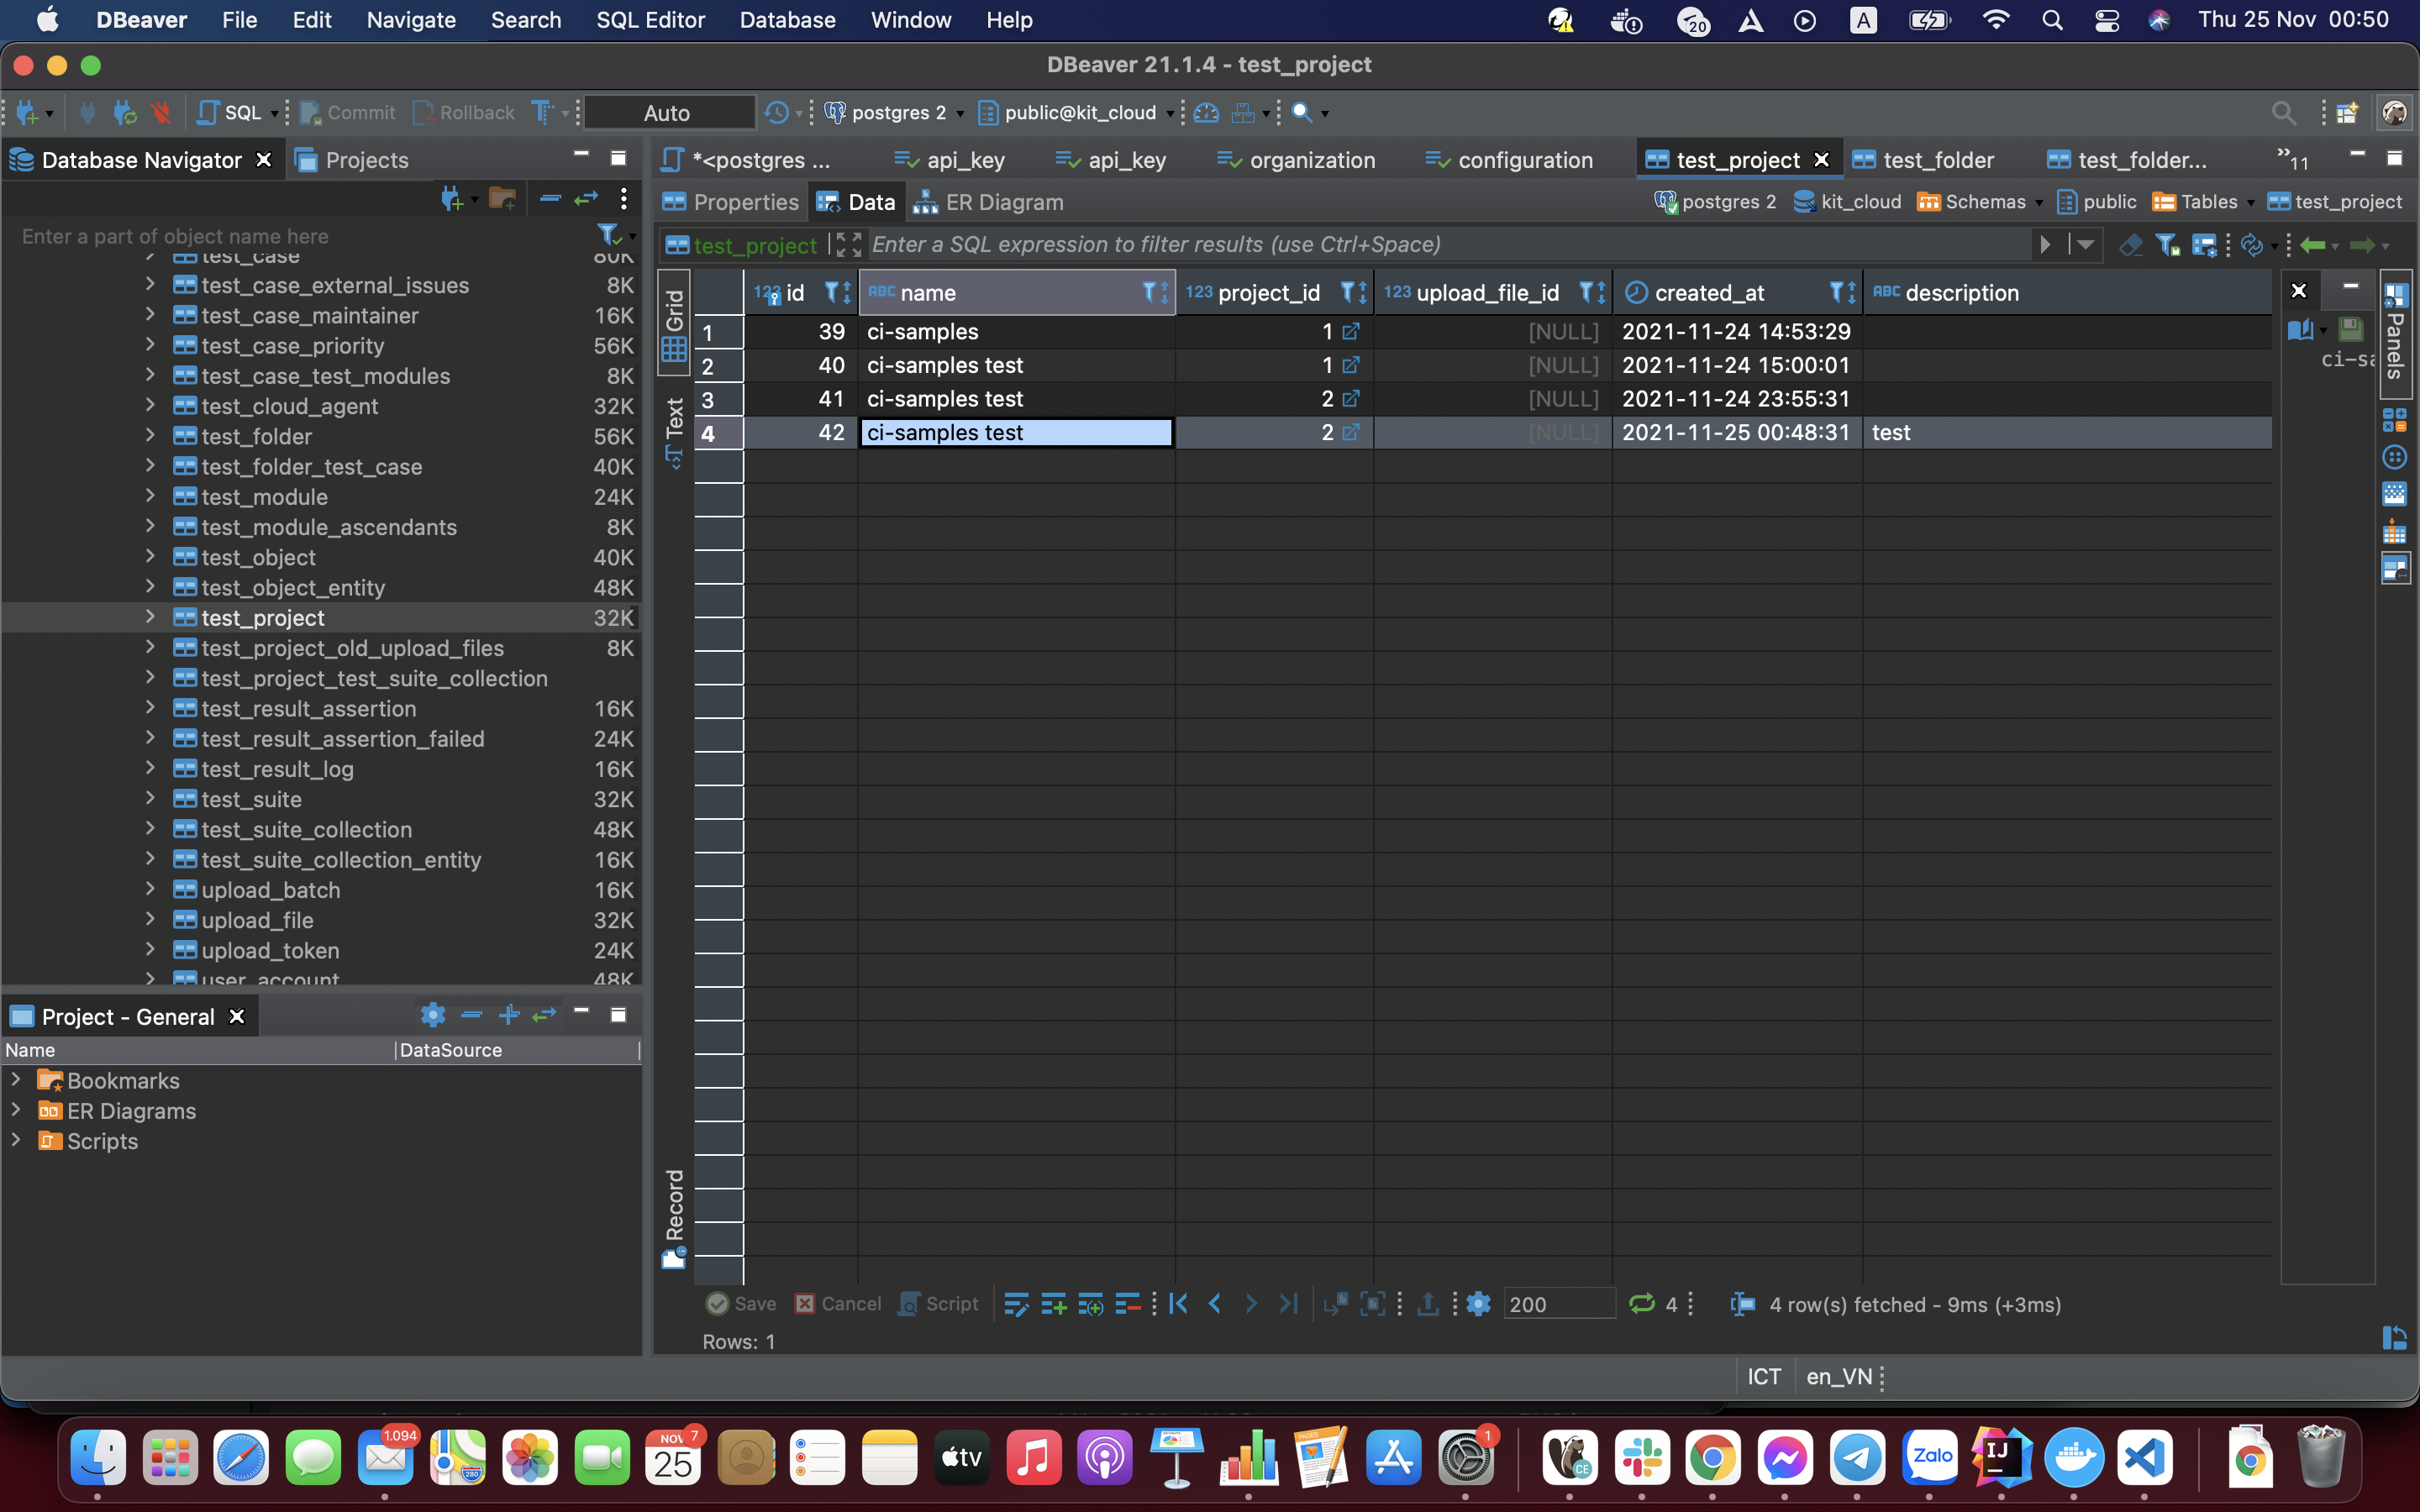 DBeaver File Edit Navigate Search SQL Editor Database Window Help 20 A Thu 25 Nov 00:50
DBeaver 21.1.4 - test_project
SQL Commit Rollback Auto postgres 2 public@kit_cloud
Database Navigator Projects
*<postgres ... api_key api_key organization configuration test_project test_folder test_folder... »11
Properties Data ER Diagram postgres 2 kit_cloud Schemas public Tables test_project
Enter a part of object name here
test_project Enter a SQL expression to filter results (use Ctrl+Space)
test_case 80K
test_case_external_issues 8K
test_case_maintainer 16K
test_case_priority 56K
test_case_test_modules 8K
test_cloud_agent 32K
test_folder 56K
test_folder_test_case 40K
test_module 24K
test_module_ascendants 8K
test_object 40K
test_object_entity 48K
test_project 32K
test_project_old_upload_files 8K
test_project_test_suite_collection
test_result_assertion 16K
test_result_assertion_failed 24K
test_result_log 16K
test_suite 32K
test_suite_collection 48K
test_suite_collection_entity 16K
upload_batch 16K
upload_file 32K
upload_token 24K
user_account 48K
Grid
Text
Record
123 id ABC name 123 project_id 123 upload_file_id created_at ABC description
1 39 ci-samples 1 [NULL] 2021-11-24 14:53:29
2 40 ci-samples test 1 [NULL] 2021-11-24 15:00:01
3 41 ci-samples test 2 [NULL] 2021-11-24 23:55:31
4 42 ci-samples test 2 [NULL] 2021-11-25 00:48:31 test
Panels
ci-sa
Project - General
Name DataSource
Bookmarks
ER Diagrams
Scripts
Save Cancel Script 200 4 4 row(s) fetched - 9ms (+3ms)
Rows: 1
ICT en_VN
1.094 280 NOV 7 25 tv 1 CE Zalo IJ